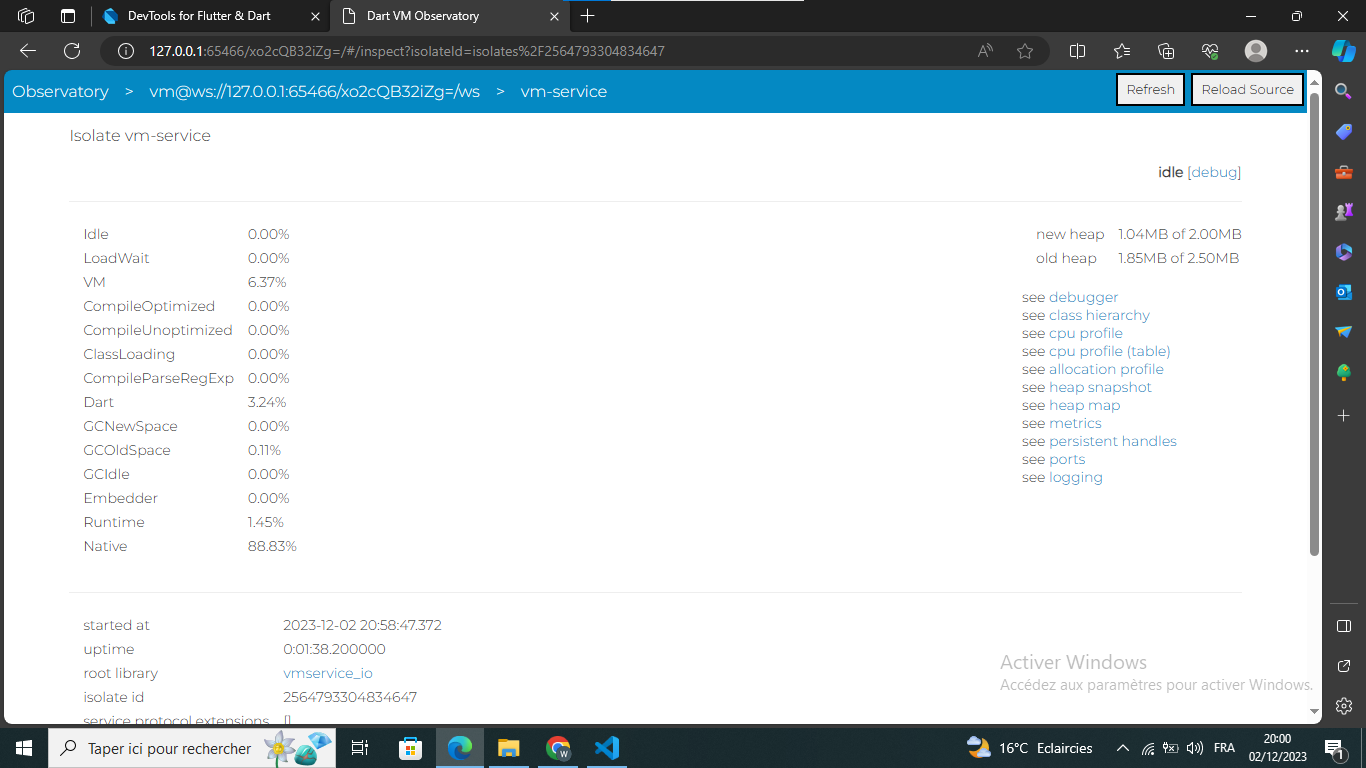 DevTools for Flutter & Dart
Dart VM Observatory
127.0.0.1:65466/xo2cQB32iZg=/#/inspect?isolateId=isolates%2F2564793304834647
Observatory > vm@ws://127.0.0.1:65466/xo2cQB32iZg=/ws > vm-service
Refresh
Reload Source
Isolate vm-service
idle [debug]
Idle 0.00%
LoadWait 0.00%
VM 6.37%
CompileOptimized 0.00%
CompileUnoptimized 0.00%
ClassLoading 0.00%
CompileParseRegExp 0.00%
Dart 3.24%
GCNewSpace 0.00%
GCOldSpace 0.11%
GCIdle 0.00%
Embedder 0.00%
Runtime 1.45%
Native 88.83%
new heap 1.04MB of 2.00MB
old heap 1.85MB of 2.50MB
see debugger
see class hierarchy
see cpu profile
see cpu profile (table)
see allocation profile
see heap snapshot
see heap map
see metrics
see persistent handles
see ports
see logging
started at 2023-12-02 20:58:47.372
uptime 0:01:38.200000
root library vmservice_io
isolate id 2564793304834647
service protocol extensions []
Activer Windows
Accédez aux paramètres pour activer Windows.
Taper ici pour rechercher
W
16°C Eclaircies
FRA
20:00
02/12/2023
1